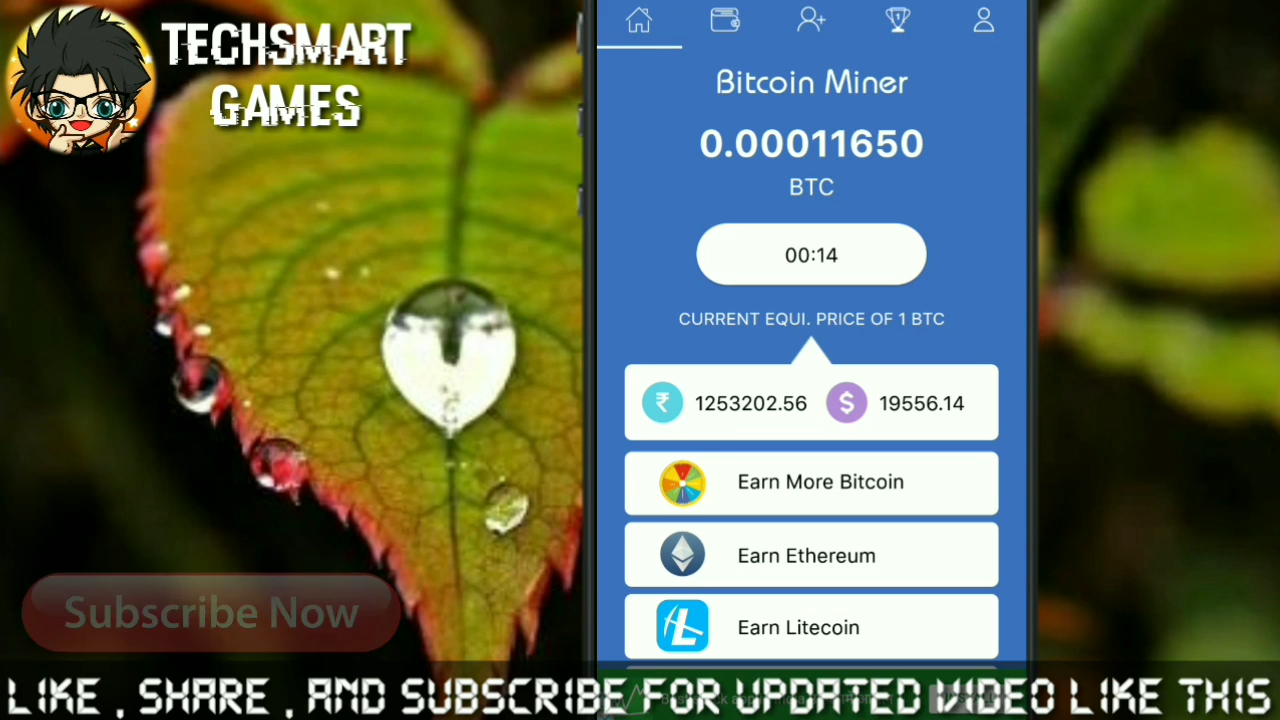 TECHSMART
GAMES
Bitcoin Miner
0.00011650
BTC
00:14
CURRENT EQUI. PRICE OF 1 BTC
₹ 1253202.56 $ 19556.14
Earn More Bitcoin
Earn Ethereum
Earn Litecoin
Subscribe Now
LIKE , SHARE , AND SUBSCRIBE FOR UPDATED VIDEO LIKE THIS